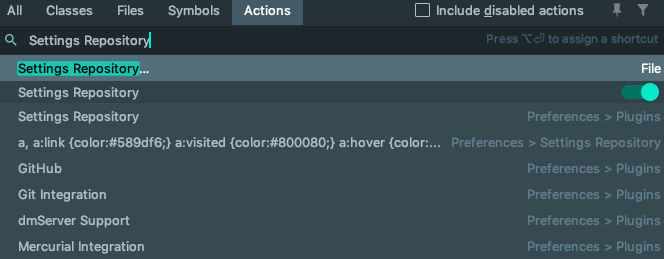 All Classes Files Symbols Actions Include disabled actions
Settings Repository Press ⌥⏎ to assign a shortcut
Settings Repository... File
Settings Repository
Settings Repository Preferences > Plugins
a, a:link {color:#589df6;} a:visited {color:#800080;} a:hover {color:... Preferences > Settings Repository
GitHub Preferences > Plugins
Git Integration Preferences > Plugins
dmServer Support Preferences > Plugins
Mercurial Integration Preferences > Plugins